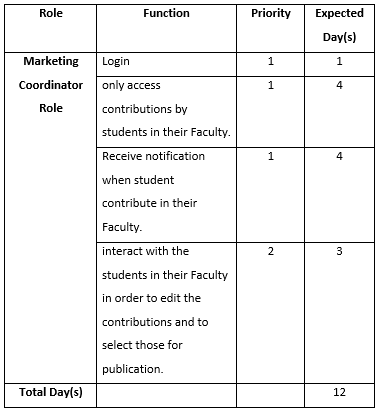 Role Function Priority Expected
Day(s)
Marketing
Coordinator
Role
Login 1 1
only access 1 4
contributions by
students in their Faculty.
Receive notification 1 4
when student
contribute in their
Faculty.
interact with the 2 3
students in their Faculty
in order to edit the
contributions and to
select those for
publication.
Total Day(s) 12